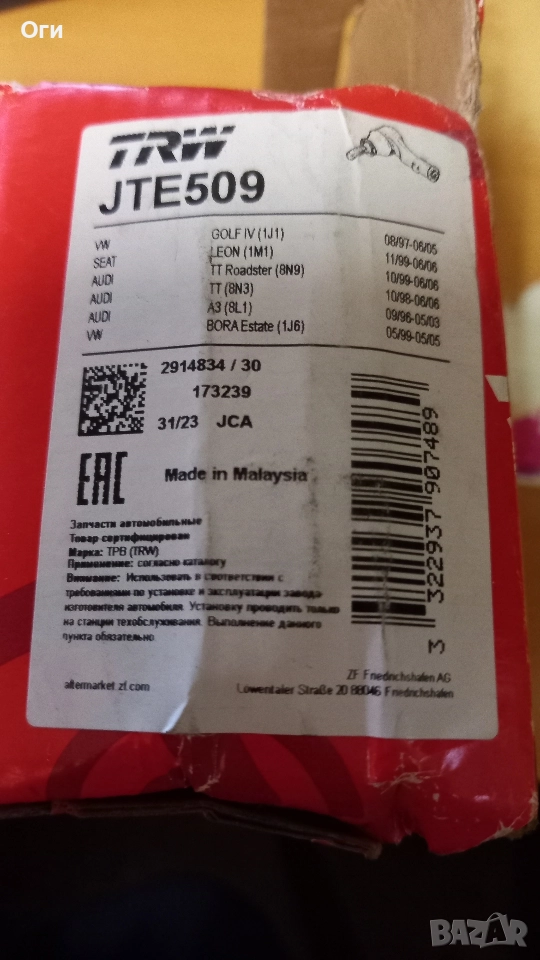 Оги
TRW
JTE509
VW GOLF IV (1J1) 08/97-06/05
SEAT LEON (1M1) 11/99-06/06
AUDI TT Roadster (8N9) 10/99-06/06
AUDI TT (8N3) 10/98-06/06
AUDI A3 (8L1) 09/96-05/03
VW BORA Estate (1J6) 05/99-05/05
2914834 / 30
173239
31/23 JCA
EAC
Made in Malaysia
Запчасти автомобильные
Товар сертифицирован
Марка: ТРВ (TRW)
Применение: согласно каталогу
Внимание: Использовать в соответствии с
требованиями по установке и эксплуатации завода-
изготовителя автомобиля. Установку проводить только
на станции техобслуживания. Выполнение данного
пункта обязательно.
3 322937 907489
ZF Friedrichshafen AG
aftermarket.zf.com
Löwentaler Straße 20 88046 Friedrichshafen
BAZAR